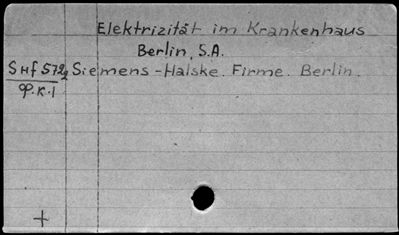 Elektrizität im Krankenhaus
Berlin, S.A.
SHf 572 Siemens-Halske. Firme. Berlin.
K.1